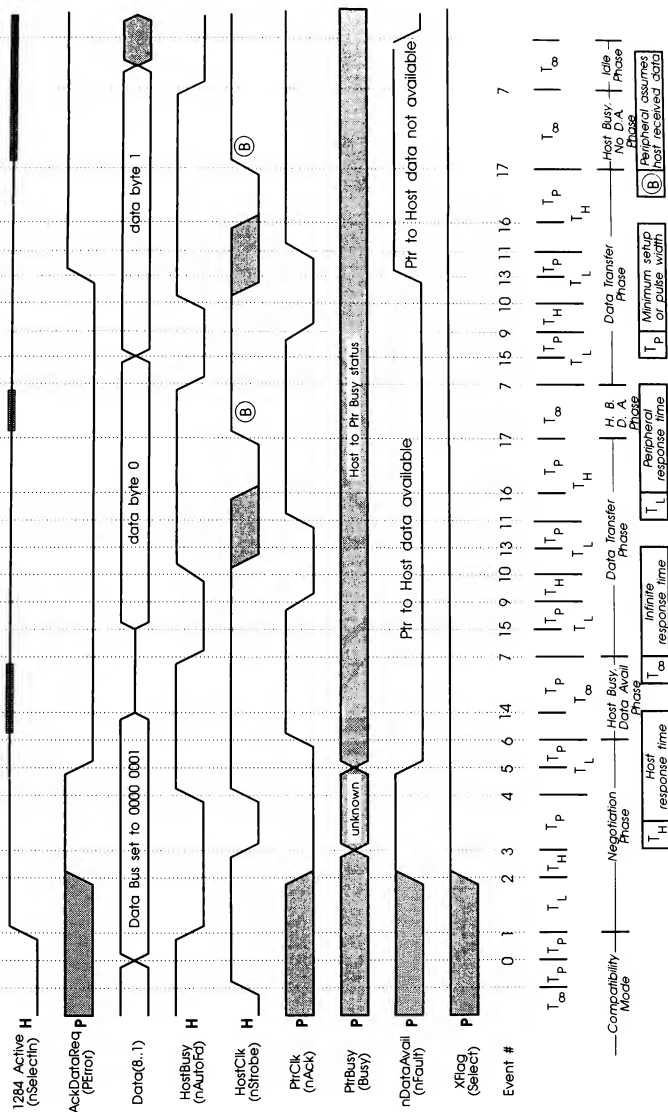 1284 Active H
(nSelectIn)
AckDataReq P
(PError)
Data(8..1)
Data Bus set to 0000 0001
data byte 0
data byte 1
HostBusy H
(nAutoFd)
HostClk H
(nStrobe)
B
B
PtrClk P
(nAck)
PtrBusy P
(Busy)
unknown
Host to Ptr Busy status
nDataAvail P
(nFault)
Ptr to Host data available
Ptr to Host data not available
XFlag P
(Select)
Event # 0 1 2 3 4 5 6 14 7 15 9 10 13 11 16 17 7 15 9 10 13 11 16 17 7
T∞ TP TP TL TH TP TP TP TP TH TP TP T∞ TP TH TP TP T∞ T∞
TL T∞ TL TL TH TL TL TH
Compatibility Mode
Negotiation Phase
Host Busy, Data Avail Phase
Data Transfer Phase
H. B. D. A. Phase
Data Transfer Phase
Host Busy, No D.A. Phase
Idle Phase
TH Host response time
T∞ Infinite response time
TL Peripheral response time
TP Minimum setup or pulse width
B Peripheral assumes host received data